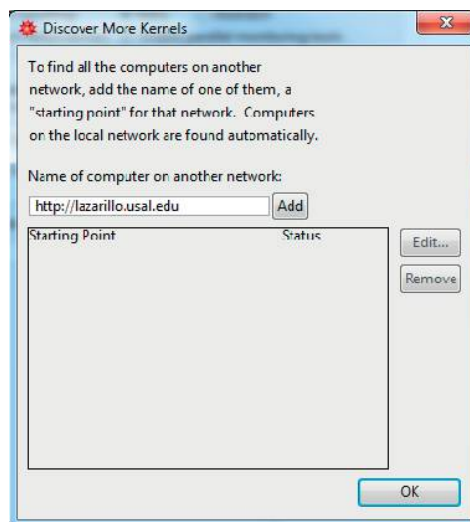 Discover More Kernels
To find all the computers on another
network, add the name of one of them, a
"starting point" for that network. Computers
on the local network are found automatically.
Name of computer on another network:
http://lazarillo.usal.edu Add
Starting Point Status
Edit...
Remove
OK